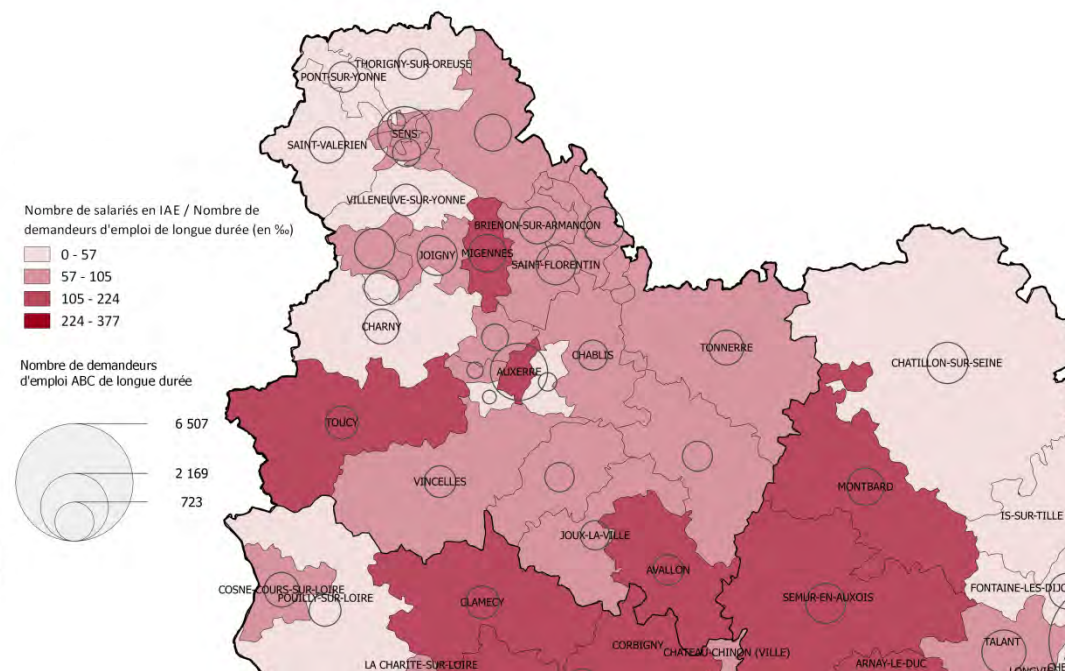 THORIGNY-SUR-OREUSE
PONT-SUR-YONNE
SENS
SAINT-VALERIEN
VILLENEUVE-SUR-YONNE
Nombre de salariés en IAE / Nombre de
demandeurs d'emploi de longue durée (en ‰)
0 - 57
57 - 105
105 - 224
224 - 377
BRIENON-SUR-ARMANCON
JOIGNY
MIGENNES
SAINT-FLORENTIN
CHARNY
CHABLIS
TONNERRE
CHATILLON-SUR-SEINE
AUXERRE
Nombre de demandeurs
d'emploi ABC de longue durée
6 507
2 169
723
TOUCY
VINCELLES
MONTBARD
IS-SUR-TILLE
JOUX-LA-VILLE
AVALLON
COSNE-COURS-SUR-LOIRE
POUILLY-SUR-LOIRE
CLAMECY
SEMUR-EN-AUXOIS
FONTAINE-LES-DIJO
CORBIGNY
CHATEAU-CHINON (VILLE)
TALANT
LA CHARITE-SUR-LOIRE
ARNAY-LE-DUC
LONGVI
CHE